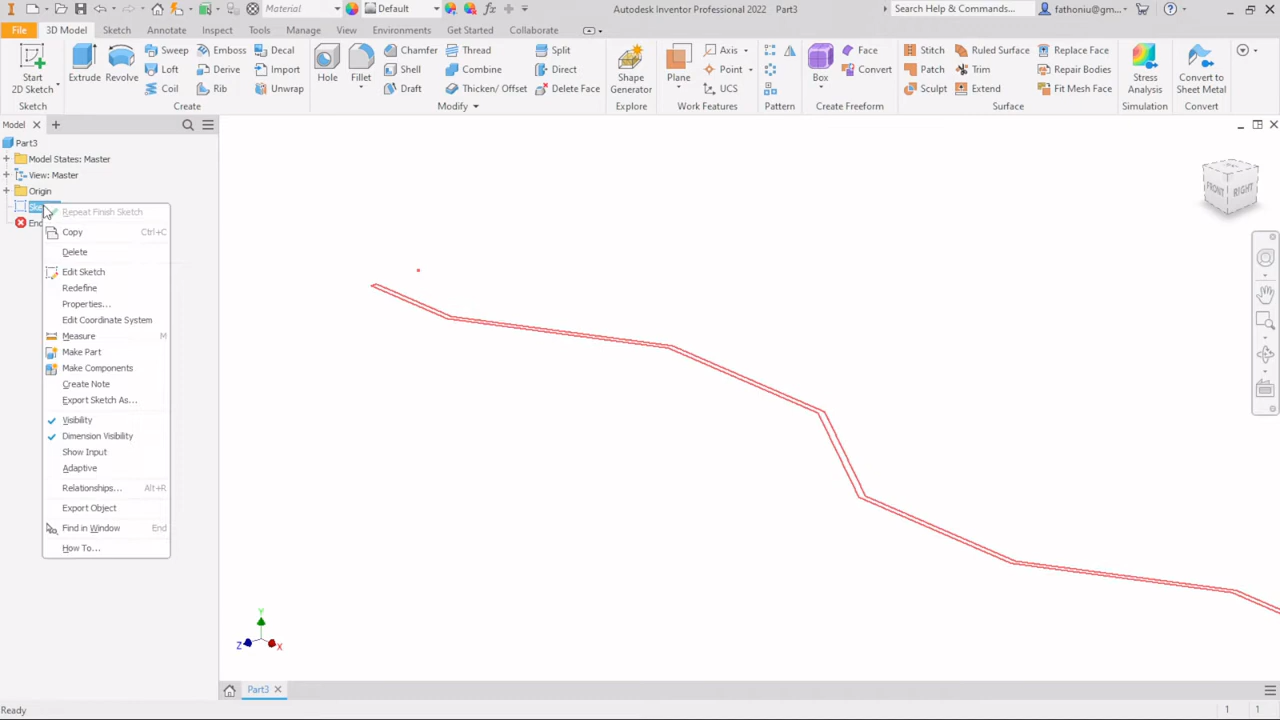 Material
Default
Autodesk Inventor Professional 2022 Part3
Search Help & Commands...
fathoniu@gm...
File
3D Model
Sketch
Annotate
Inspect
Tools
Manage
View
Environments
Get Started
Collaborate
Start
2D Sketch
Extrude
Revolve
Sweep
Loft
Coil
Emboss
Derive
Rib
Decal
Import
Unwrap
Hole
Fillet
Chamfer
Shell
Draft
Thread
Combine
Thicken/ Offset
Split
Direct
Delete Face
Shape
Generator
Plane
Axis
Point
UCS
Box
Face
Convert
Stitch
Patch
Sculpt
Ruled Surface
Trim
Extend
Replace Face
Repair Bodies
Fit Mesh Face
Stress
Analysis
Convert to
Sheet Metal
Sketch
Create
Modify
Explore
Work Features
Pattern
Create Freeform
Surface
Simulation
Convert
Model
Part3
Model States: Master
View: Master
Origin
Repeat Finish Sketch
Copy Ctrl+C
Delete
Edit Sketch
Redefine
Properties...
Edit Coordinate System
Measure M
Make Part
Make Components
Create Note
Export Sketch As...
Visibility
Dimension Visibility
Show Input
Adaptive
Relationships... Alt+R
Export Object
Find in Window End
How To...
FRONT RIGHT
Y
Z X
Part3
Ready 1 1